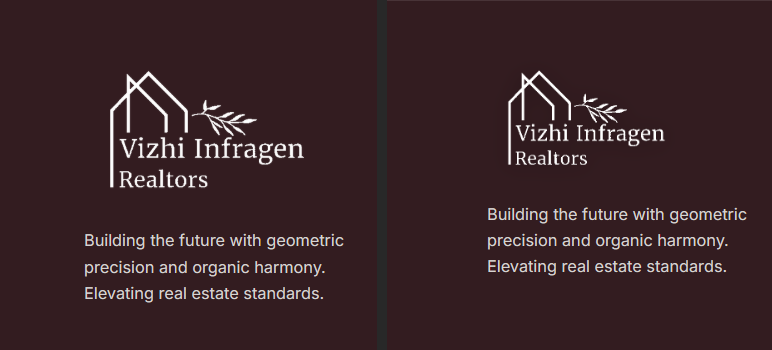 Vizhi Infragen
Realtors
Building the future with geometric
precision and organic harmony.
Elevating real estate standards.
Vizhi Infragen
Realtors
Building the future with geometric
precision and organic harmony.
Elevating real estate standards.